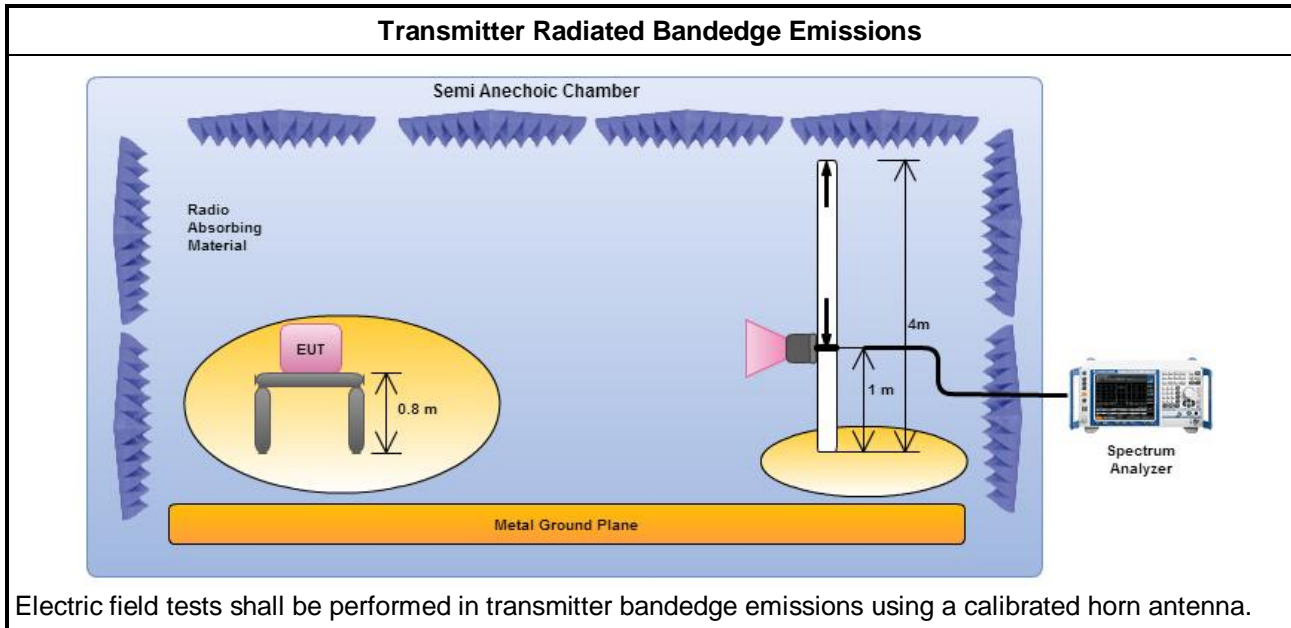 Transmitter Radiated Bandedge Emissions
Semi Anechoic Chamber
Radio
Absorbing
Material
EUT
0.8 m
4m
1 m
Spectrum
Analyzer
Metal Ground Plane
Electric field tests shall be performed in transmitter bandedge emissions using a calibrated horn antenna.